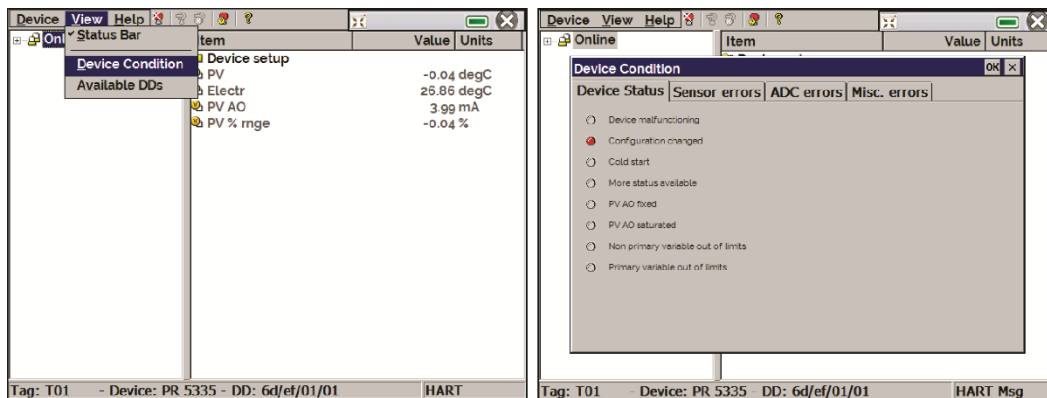 Device View Help
Status Bar
Device Condition
Available DDs
Onl
Item Value Units
Device setup
PV -0.04 degC
Electr 26.86 degC
PV AO 3.99 mA
PV % rnge -0.04 %
Tag: T01 - Device: PR 5335 - DD: 6d/ef/01/01 HART
Device View Help
Online
Item Value Units
Device Condition OK
Device Status Sensor errors ADC errors Misc. errors
Device malfunctioning
Configuration changed
Cold start
More status available
PV AO fixed
PV AO saturated
Non primary variable out of limits
Primary variable out of limits
Tag: T01 - Device: PR 5335 - DD: 6d/ef/01/01 HART Msg